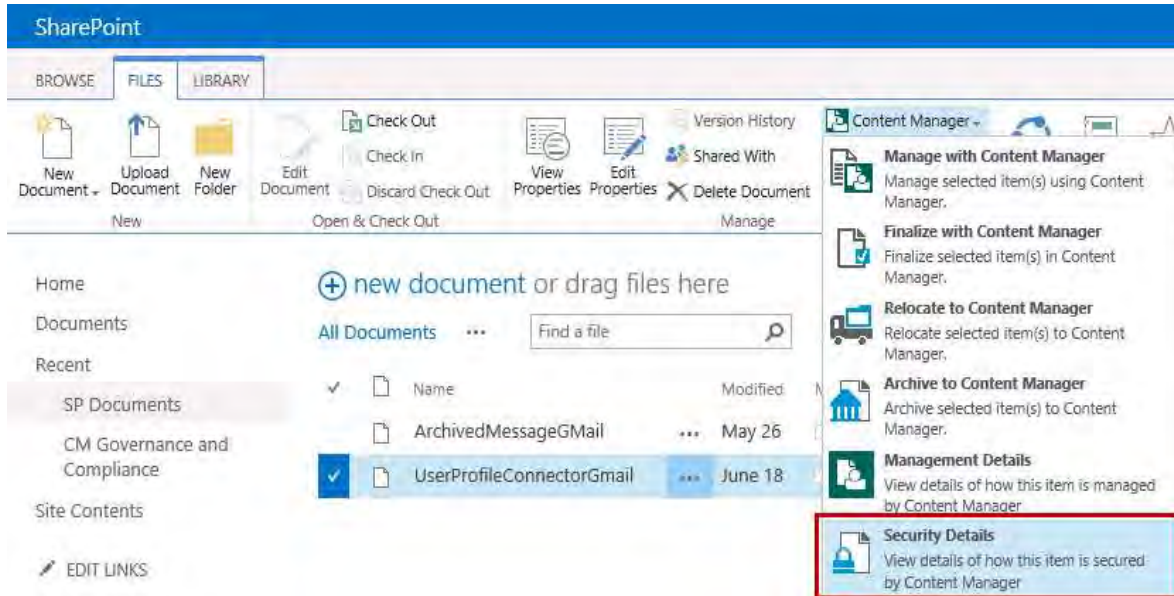 SharePoint
BROWSE FILES LIBRARY
New
Document
Upload
Document
New
Folder
New
Edit
Document
Check Out
Check In
Discard Check Out
Open & Check Out
View
Properties
Edit
Properties
Version History
Shared With
Delete Document
Manage
Content Manager
Manage with Content Manager
Manage selected item(s) using Content
Manager.
Finalize with Content Manager
Finalize selected item(s) in Content
Manager.
Relocate to Content Manager
Relocate selected item(s) to Content
Manager.
Archive to Content Manager
Archive selected item(s) to Content
Manager.
Management Details
View details of how this item is managed
by Content Manager
Security Details
View details of how this item is secured
by Content Manager
Home
Documents
Recent
SP Documents
CM Governance and
Compliance
Site Contents
EDIT LINKS
new document or drag files here
All Documents ... Find a file
Name Modified
ArchivedMessageGMail ... May 26
UserProfileConnectorGmail ... June 18